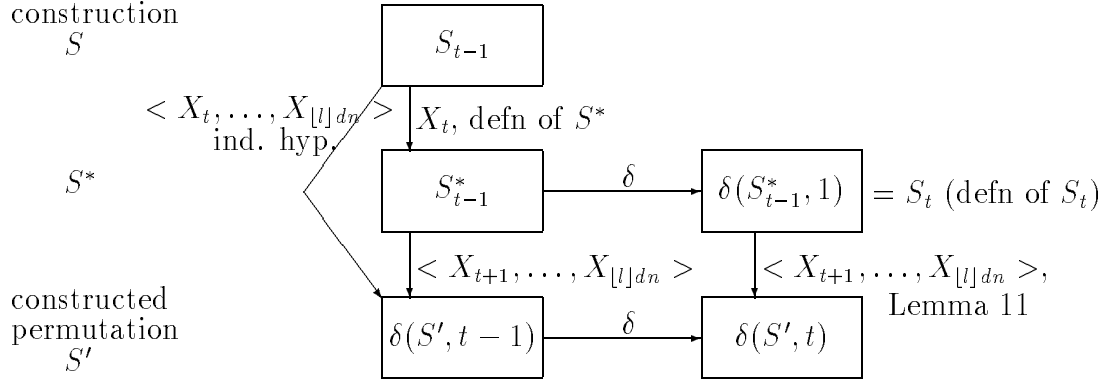 construction
S
S_{t−1}
< X_t, . . . , X_{⌊l⌋dn} >
ind. hyp.
X_t, defn of S*
S*
S*_{t−1}
δ
δ(S*_{t−1}, 1)
= S_t (defn of S_t)
< X_{t+1}, . . . , X_{⌊l⌋dn} >
< X_{t+1}, . . . , X_{⌊l⌋dn} >,
Lemma 11
constructed
permutation
S′
δ(S′, t − 1)
δ
δ(S′, t)